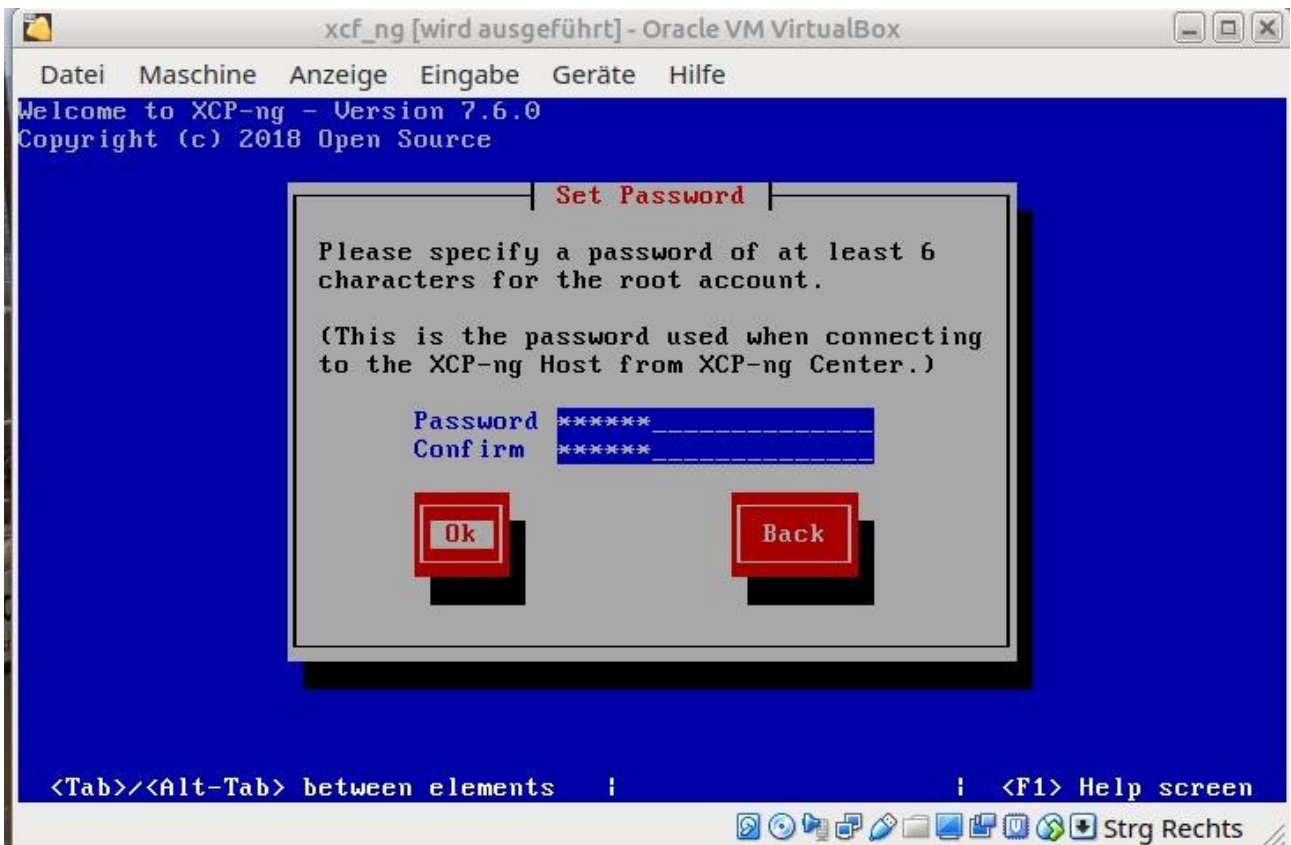 xcf_ng [wird ausgeführt] - Oracle VM VirtualBox
Datei Maschine Anzeige Eingabe Geräte Hilfe
Welcome to XCP-ng - Version 7.6.0
Copyright (c) 2018 Open Source
Set Password
Please specify a password of at least 6
characters for the root account.
(This is the password used when connecting
to the XCP-ng Host from XCP-ng Center.)
Password ******______________
Confirm ******______________
Ok Back
<Tab>/<Alt-Tab> between elements | | <F1> Help screen
Strg Rechts